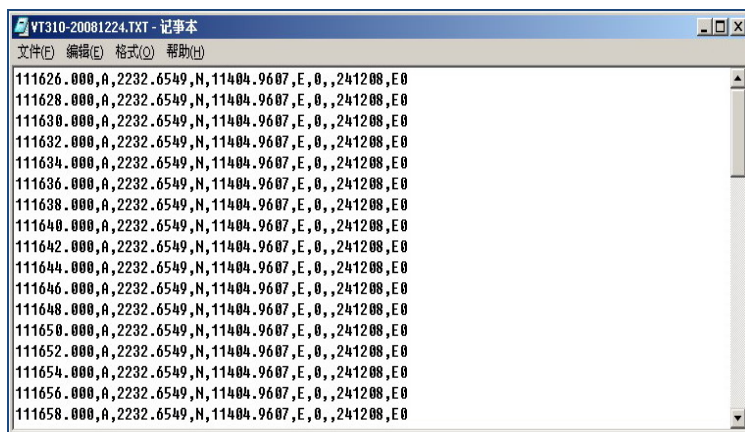 VT310-20081224.TXT - 记事本
文件(F) 编辑(E) 格式(O) 帮助(H)
111626.000,A,2232.6549,N,11404.9607,E,0,,241208,E0
111628.000,A,2232.6549,N,11404.9607,E,0,,241208,E0
111630.000,A,2232.6549,N,11404.9607,E,0,,241208,E0
111632.000,A,2232.6549,N,11404.9607,E,0,,241208,E0
111634.000,A,2232.6549,N,11404.9607,E,0,,241208,E0
111636.000,A,2232.6549,N,11404.9607,E,0,,241208,E0
111638.000,A,2232.6549,N,11404.9607,E,0,,241208,E0
111640.000,A,2232.6549,N,11404.9607,E,0,,241208,E0
111642.000,A,2232.6549,N,11404.9607,E,0,,241208,E0
111644.000,A,2232.6549,N,11404.9607,E,0,,241208,E0
111646.000,A,2232.6549,N,11404.9607,E,0,,241208,E0
111648.000,A,2232.6549,N,11404.9607,E,0,,241208,E0
111650.000,A,2232.6549,N,11404.9607,E,0,,241208,E0
111652.000,A,2232.6549,N,11404.9607,E,0,,241208,E0
111654.000,A,2232.6549,N,11404.9607,E,0,,241208,E0
111656.000,A,2232.6549,N,11404.9607,E,0,,241208,E0
111658.000,A,2232.6549,N,11404.9607,E,0,,241208,E0